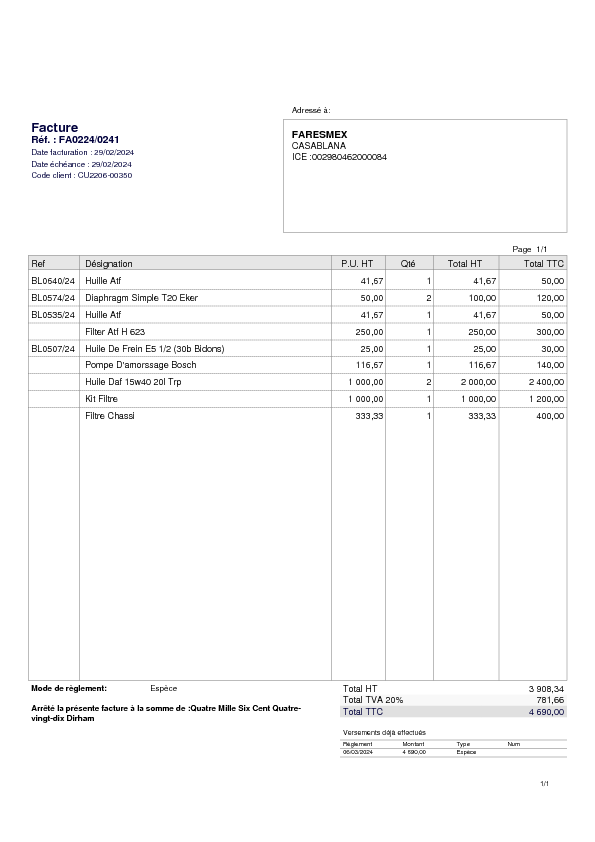 Adressé à:
Facture
Réf. : FA0224/0241
Date facturation : 29/02/2024
Date échéance : 29/02/2024
Code client : CU2206-00350
FARESMEX
CASABLANA
ICE :002980462000084
Page 1/1
Ref Désignation P.U. HT Qté Total HT Total TTC
BL0640/24 Huille Atf 41,67 1 41,67 50,00
BL0574/24 Diaphragm Simple T20 Eker 50,00 2 100,00 120,00
BL0535/24 Huille Atf 41,67 1 41,67 50,00
Filter Atf H 623 250,00 1 250,00 300,00
BL0507/24 Huile De Frein E5 1/2 (30b Bidons) 25,00 1 25,00 30,00
Pompe D'amorssage Bosch 116,67 1 116,67 140,00
Huile Daf 15w40 20l Trp 1 000,00 2 2 000,00 2 400,00
Kit Filtre 1 000,00 1 1 000,00 1 200,00
Filtre Chassi 333,33 1 333,33 400,00
Mode de règlement: Espèce
Arrêté la présente facture à la somme de :Quatre Mille Six Cent Quatre-
vingt-dix Dirham
Total HT 3 908,34
Total TVA 20% 781,66
Total TTC 4 690,00
Versements déjà effectués
Règlement Montant Type Num
06/03/2024 4 690,00 Espèce
1/1